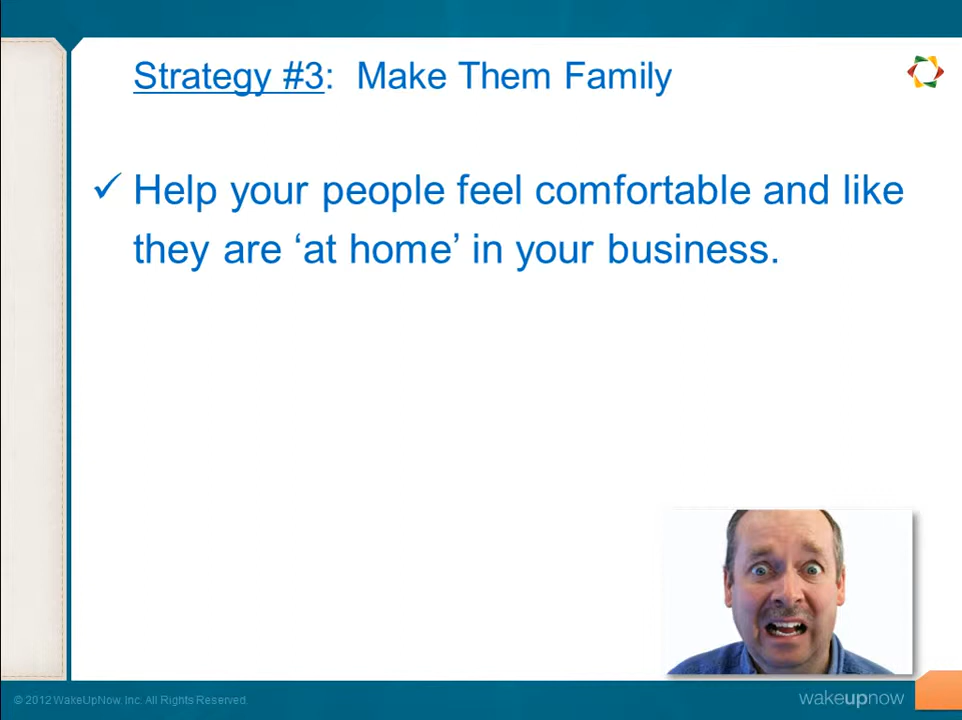 Strategy #3: Make Them Family
✓ Help your people feel comfortable and like
they are ‘at home’ in your business.
© 2012 WakeUpNow, Inc. All Rights Reserved.
wakeupnow